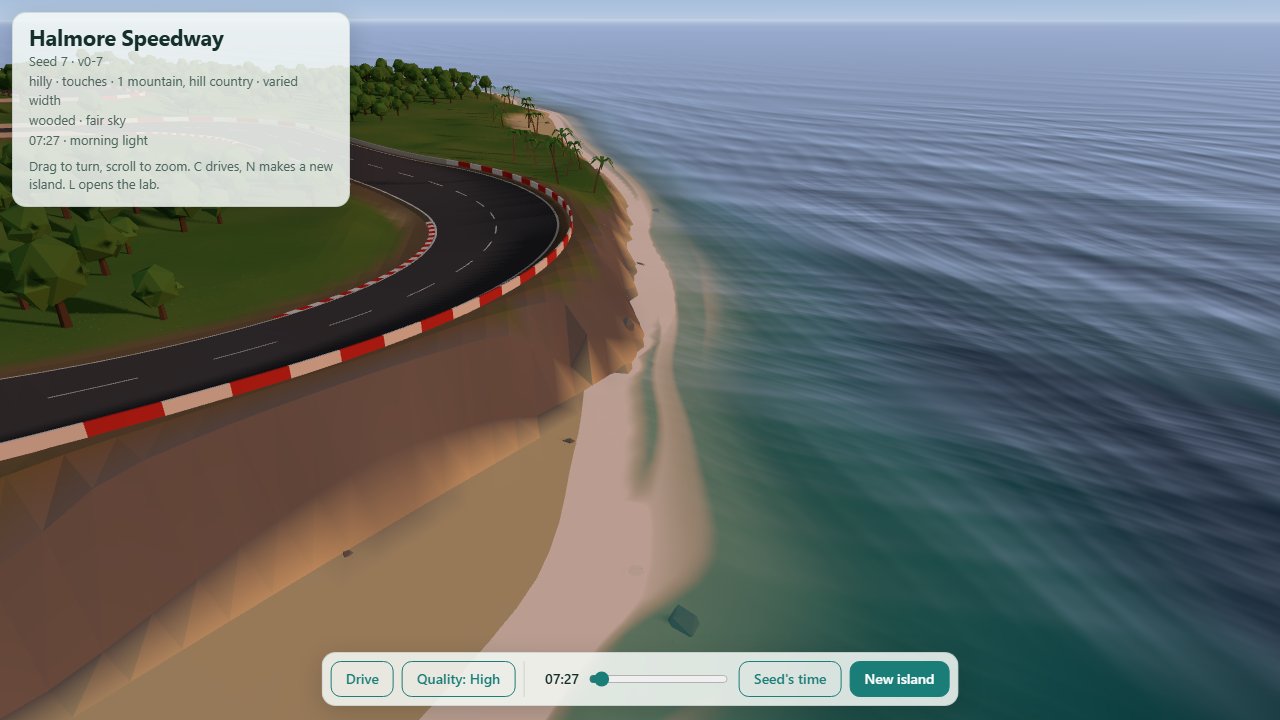 Halmore Speedway
Seed 7 · v0-7
hilly · touches · 1 mountain, hill country · varied
width
wooded · fair sky
07:27 · morning light
Drag to turn, scroll to zoom. C drives, N makes a new
island. L opens the lab.
Drive
Quality: High
07:27
Seed's time
New island